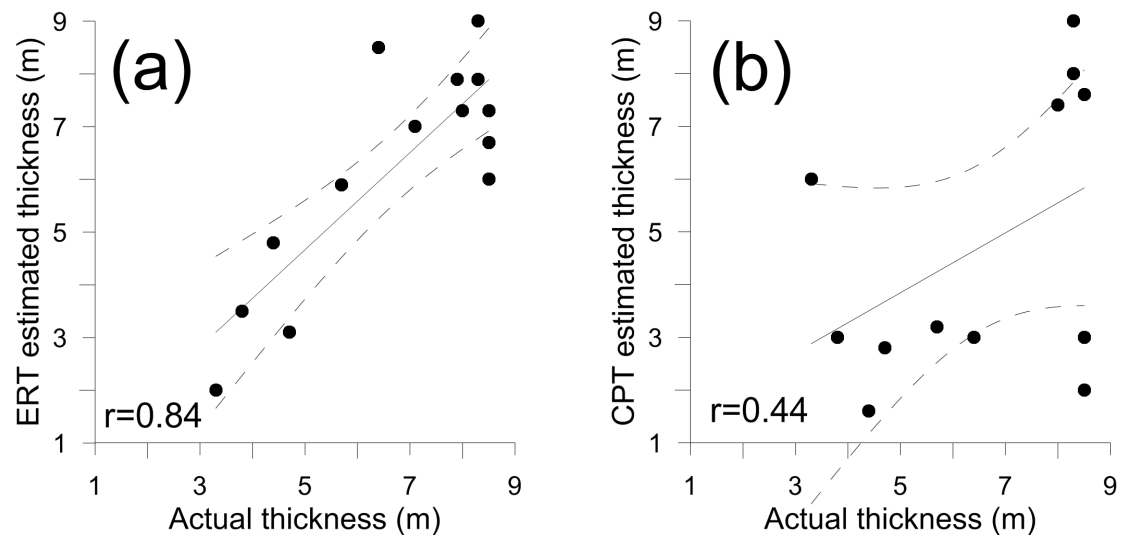 (a)
ERT estimated thickness (m)
9
7
5
3
1
r=0.84
1 3 5 7 9
Actual thickness (m)
(b)
CPT estimated thickness (m)
9
7
5
3
1
r=0.44
1 3 5 7 9
Actual thickness (m)